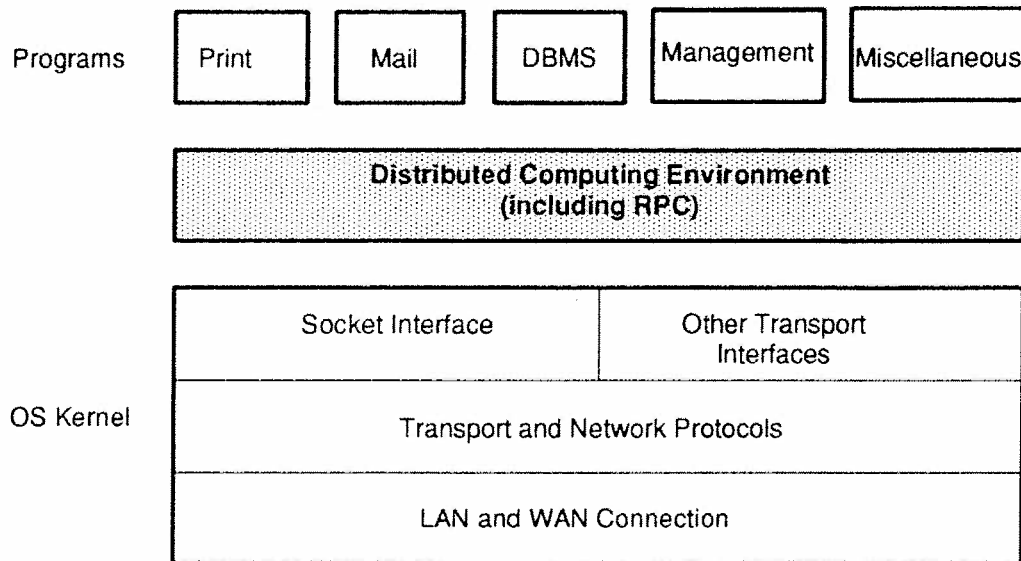 Programs
Print
Mail
DBMS
Management
Miscellaneous
Distributed Computing Environment
(including RPC)
Socket Interface
Other Transport
Interfaces
OS Kernel
Transport and Network Protocols
LAN and WAN Connection